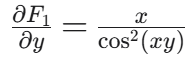 ∂F₁/∂y = x/cos²(xy)